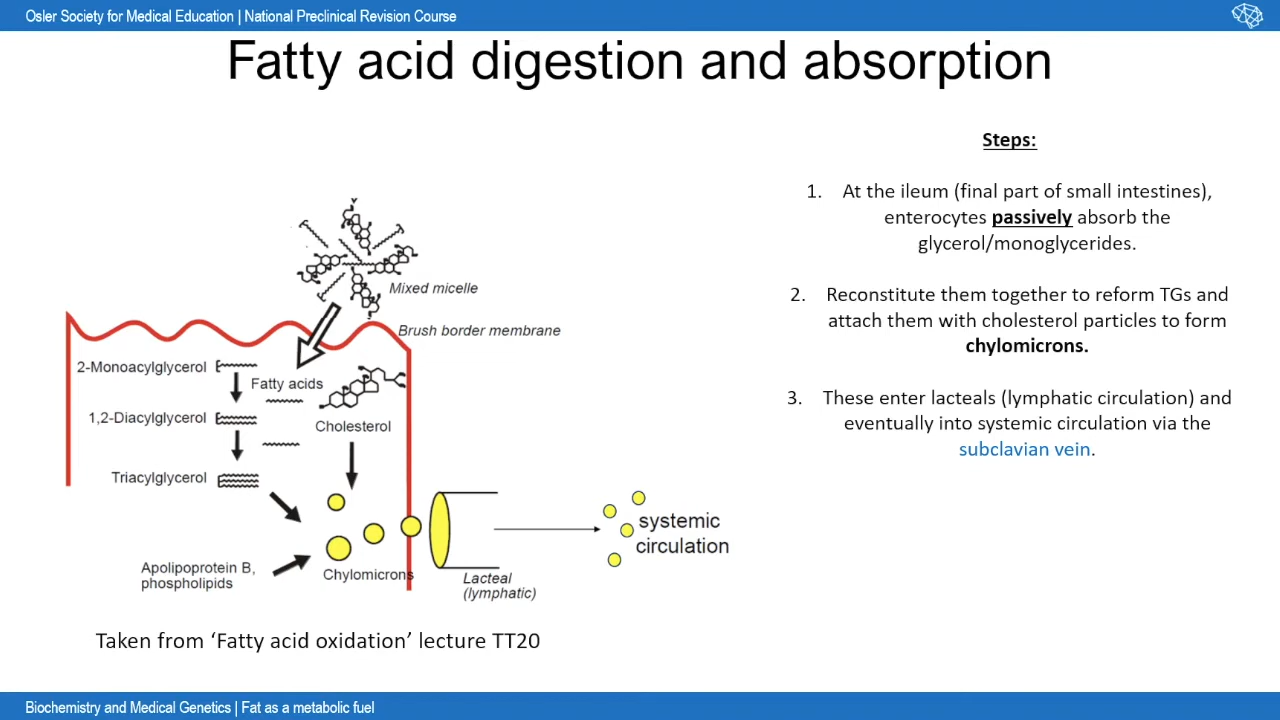 Osler Society for Medical Education | National Preclinical Revision Course
Fatty acid digestion and absorption
Steps:
1. At the ileum (final part of small intestines),
enterocytes passively absorb the
glycerol/monoglycerides.
2. Reconstitute them together to reform TGs and
attach them with cholesterol particles to form
chylomicrons.
3. These enter lacteals (lymphatic circulation) and
eventually into systemic circulation via the
subclavian vein.
Mixed micelle
Brush border membrane
2-Monoacylglycerol
Fatty acids
1,2-Diacylglycerol
Cholesterol
Triacylglycerol
systemic
circulation
Apolipoprotein B,
phospholipids
Chylomicrons
Lacteal
(lymphatic)
Taken from ‘Fatty acid oxidation’ lecture TT20
Biochemistry and Medical Genetics | Fat as a metabolic fuel